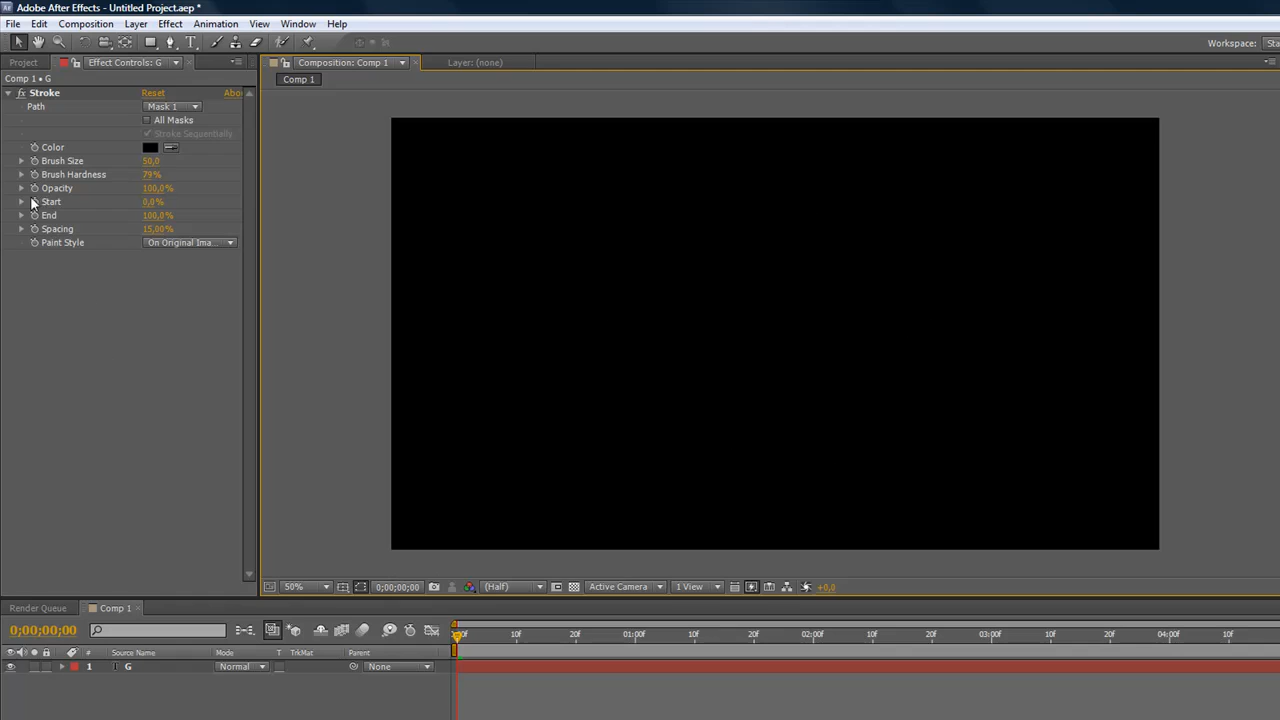 Adobe After Effects - Untitled Project.aep *
File Edit Composition Layer Effect Animation View Window Help
Workspace: Sta
Project Effect Controls: G Composition: Comp 1 Layer: (none)
Comp 1 • G Comp 1
fx Stroke Reset Abo
Path Mask 1
All Masks
Stroke Sequentially
Color
Brush Size 50,0
Brush Hardness 79%
Opacity 100,0%
Start 0,0%
End 100,0%
Spacing 15,00%
Paint Style On Original Ima...
50% 0;00;00;00 (Half) Active Camera 1 View +0,0
Render Queue Comp 1
0;00;00;00
10f 20f 01:00f 10f 20f 02:00f 10f 20f 03:00f 10f 20f 04:00f 10f
# Source Name Mode T TrkMat Parent
1 T G Normal None